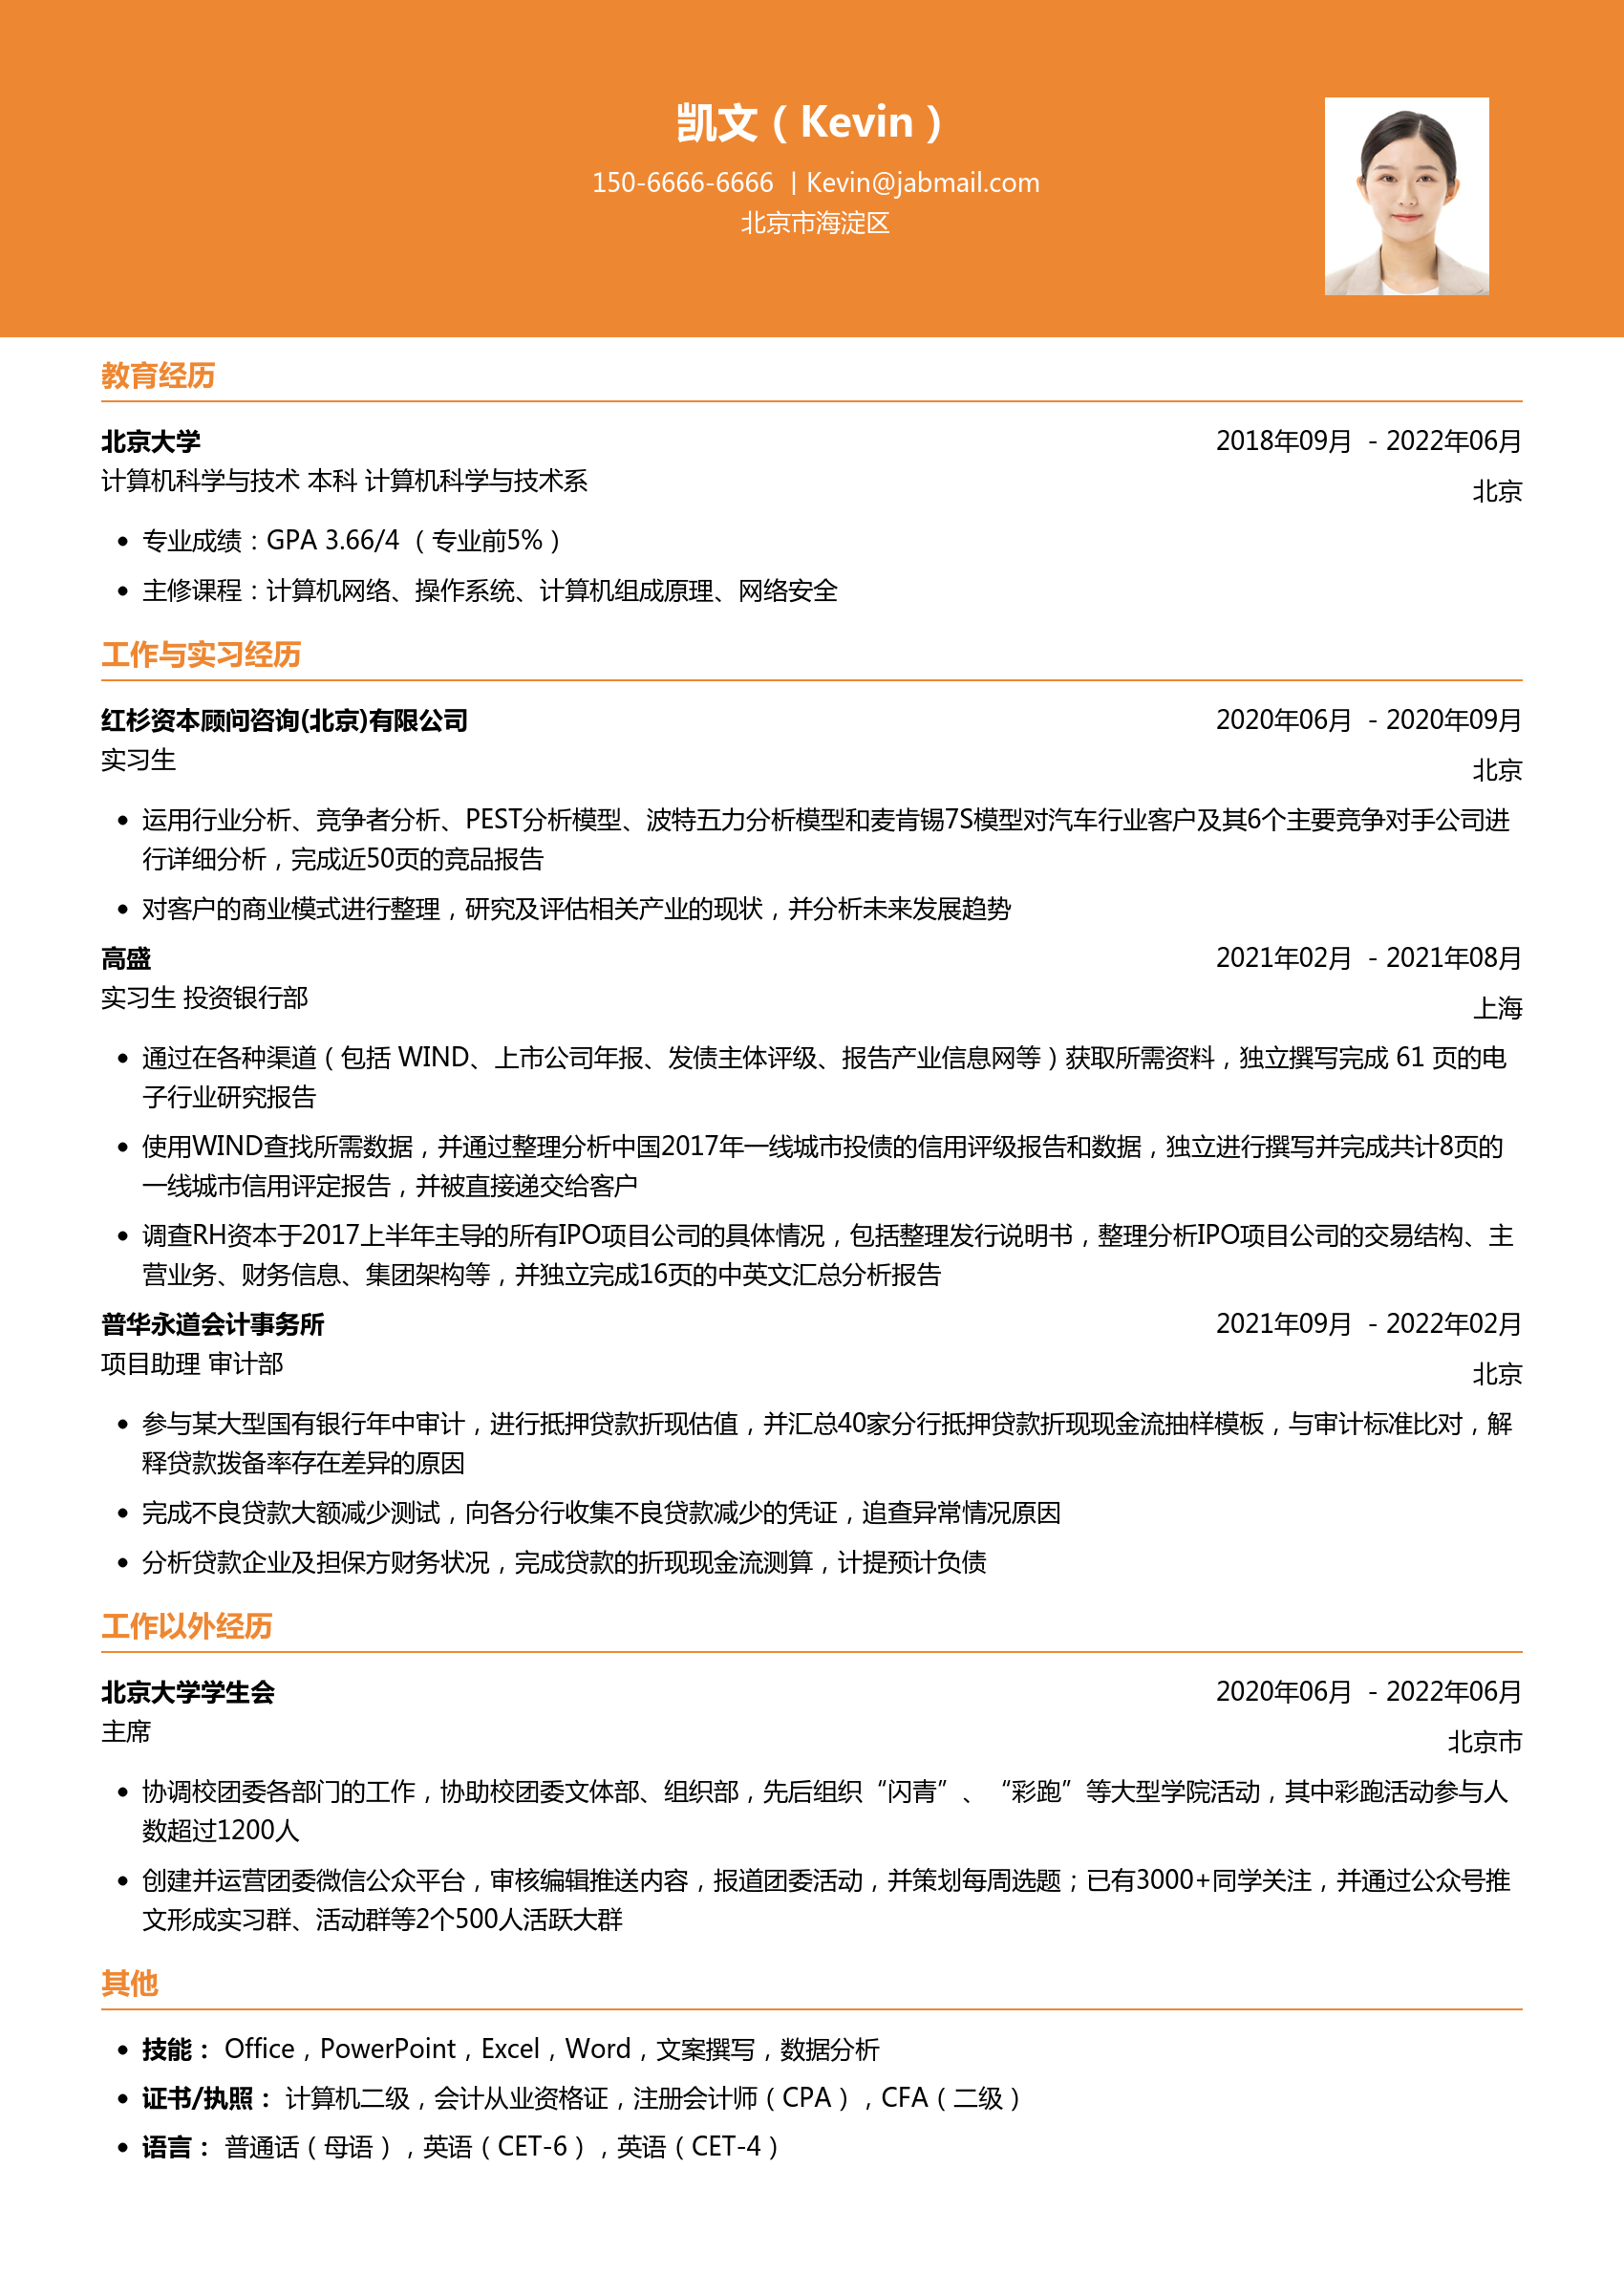 凯文（Kevin）
150-6666-6666 | Kevin@jabmail.com
北京市海淀区
教育经历
北京大学 2018年09月 - 2022年06月
计算机科学与技术 本科 计算机科学与技术系 北京
• 专业成绩：GPA 3.66/4 （专业前5%）
• 主修课程：计算机网络、操作系统、计算机组成原理、网络安全
工作与实习经历
红杉资本顾问咨询(北京)有限公司 2020年06月 - 2020年09月
实习生 北京
• 运用行业分析、竞争者分析、PEST分析模型、波特五力分析模型和麦肯锡7S模型对汽车行业客户及其6个主要竞争对手公司进
行详细分析，完成近50页的竞品报告
• 对客户的商业模式进行整理，研究及评估相关产业的现状，并分析未来发展趋势
高盛 2021年02月 - 2021年08月
实习生 投资银行部 上海
• 通过在各种渠道（包括 WIND、上市公司年报、发债主体评级、报告产业信息网等）获取所需资料，独立撰写完成 61 页的电
子行业研究报告
• 使用WIND查找所需数据，并通过整理分析中国2017年一线城市投债的信用评级报告和数据，独立进行撰写并完成共计8页的
一线城市信用评定报告，并被直接递交给客户
• 调查RH资本于2017上半年主导的所有IPO项目公司的具体情况，包括整理发行说明书，整理分析IPO项目公司的交易结构、主
营业务、财务信息、集团架构等，并独立完成16页的中英文汇总分析报告
普华永道会计事务所 2021年09月 - 2022年02月
项目助理 审计部 北京
• 参与某大型国有银行年中审计，进行抵押贷款折现估值，并汇总40家分行抵押贷款折现现金流抽样模板，与审计标准比对，解
释贷款拨备率存在差异的原因
• 完成不良贷款大额减少测试，向各分行收集不良贷款减少的凭证，追查异常情况原因
• 分析贷款企业及担保方财务状况，完成贷款的折现现金流测算，计提预计负债
工作以外经历
北京大学学生会 2020年06月 - 2022年06月
主席 北京市
• 协调校团委各部门的工作，协助校团委文体部、组织部，先后组织“闪青”、“彩跑”等大型学院活动，其中彩跑活动参与人
数超过1200人
• 创建并运营团委微信公众平台，审核编辑推送内容，报道团委活动，并策划每周选题；已有3000+同学关注，并通过公众号推
文形成实习群、活动群等2个500人活跃大群
其他
• 技能： Office，PowerPoint，Excel，Word，文案撰写，数据分析
• 证书/执照： 计算机二级，会计从业资格证，注册会计师（CPA），CFA（二级）
• 语言： 普通话（母语），英语（CET-6），英语（CET-4）